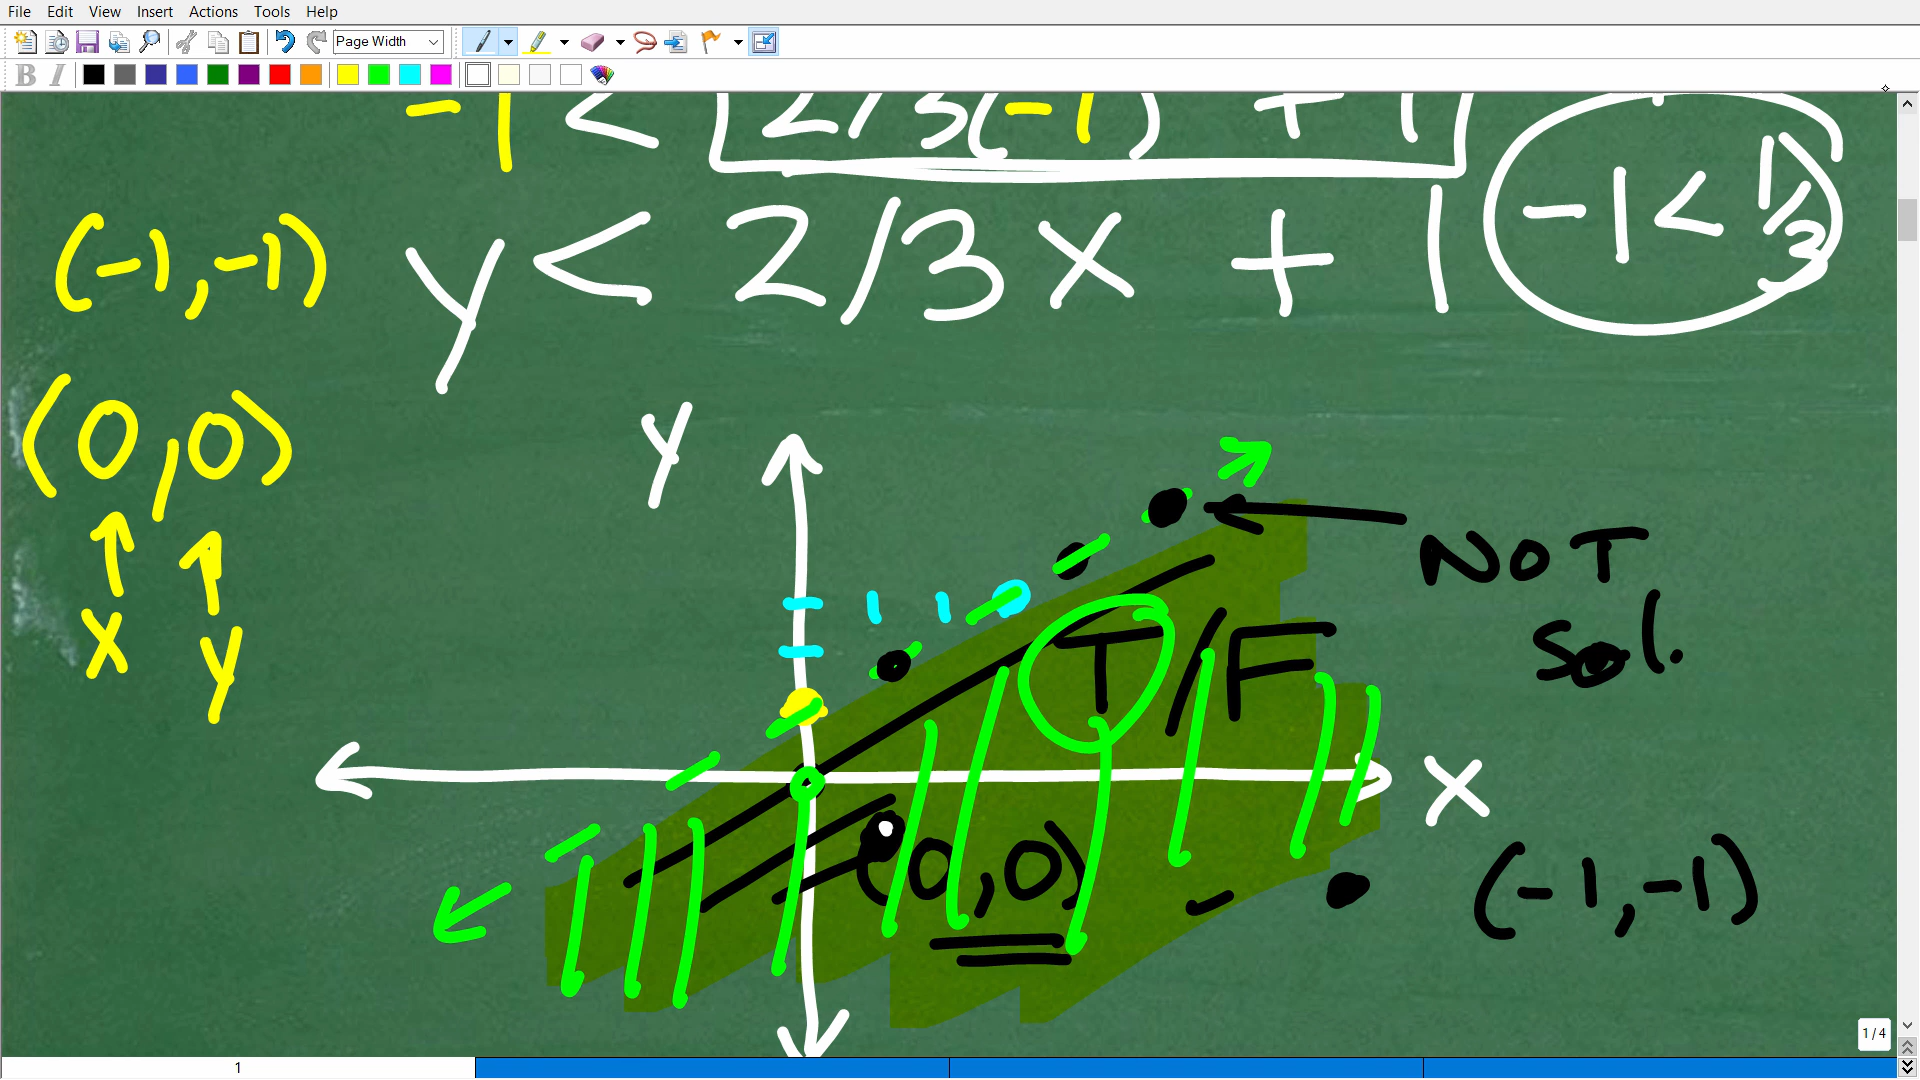 File Edit View Insert Actions Tools Help
Page Width
B I
-1 < 2/3(-1) + 1
(-1,-1) y < 2/3x + 1 -1 < 1/3
(0,0)
x y
y
NOT
Sol.
T/F
x
(0,0)
(-1,-1)
1 / 4
1